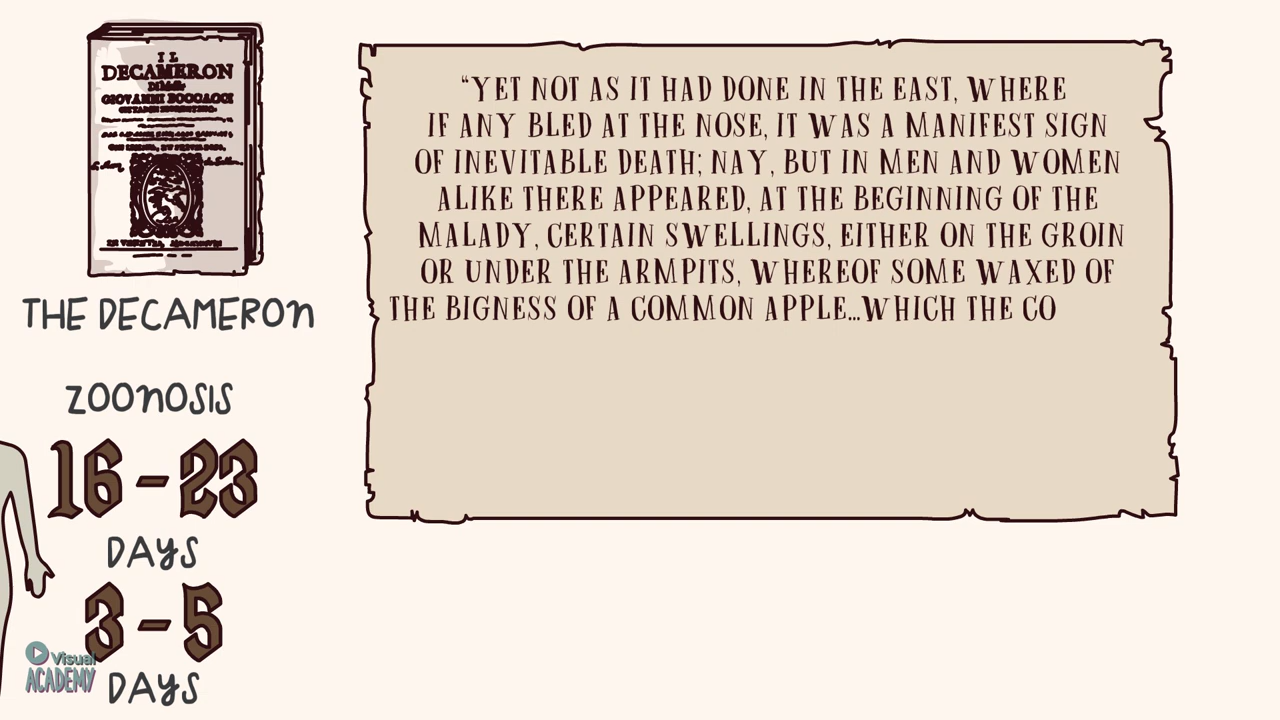 IL
DECAMERON
GIOVANNI BOCCACCI
THE DECAMERON
ZOONOSIS
16-23
DAYS
3-5
DAYS
Visual
ACADEMY
“YET NOT AS IT HAD DONE IN THE EAST, WHERE
IF ANY BLED AT THE NOSE, IT WAS A MANIFEST SIGN
OF INEVITABLE DEATH; NAY, BUT IN MEN AND WOMEN
ALIKE THERE APPEARED, AT THE BEGINNING OF THE
MALADY, CERTAIN SWELLINGS, EITHER ON THE GROIN
OR UNDER THE ARMPITS, WHEREOF SOME WAXED OF
THE BIGNESS OF A COMMON APPLE...WHICH THE CO